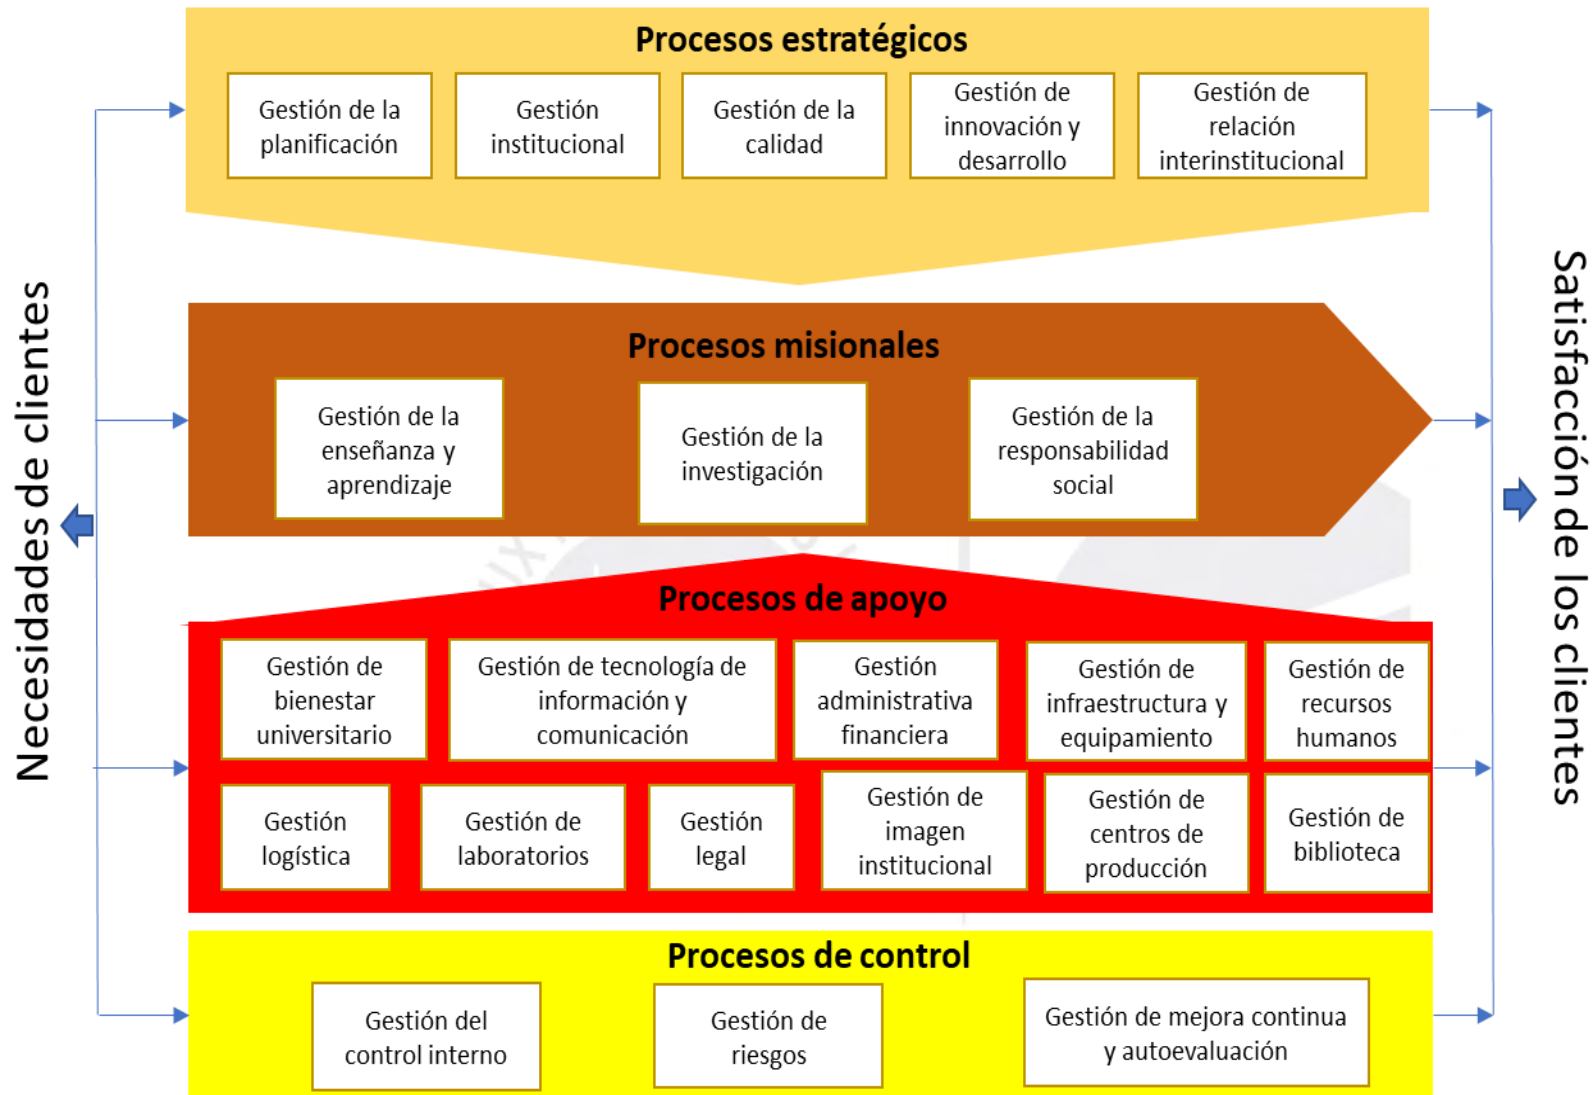 Procesos estratégicos
Gestión de la
planificación
Gestión
institucional
Gestión de la
calidad
Gestión de
innovación y
desarrollo
Gestión de
relación
interinstitucional
Necesidades de clientes
Procesos misionales
Gestión de la
enseñanza y
aprendizaje
Gestión de la
investigación
Gestión de la
responsabilidad
social
Satisfacción de los clientes
Procesos de apoyo
Gestión de
bienestar
universitario
Gestión de tecnología de
información y
comunicación
Gestión
administrativa
financiera
Gestión de
infraestructura y
equipamiento
Gestión de
recursos
humanos
Gestión
logística
Gestión de
laboratorios
Gestión
legal
Gestión de
imagen
institucional
Gestión de
centros de
producción
Gestión de
biblioteca
Procesos de control
Gestión del
control interno
Gestión de
riesgos
Gestión de mejora continua
y autoevaluación